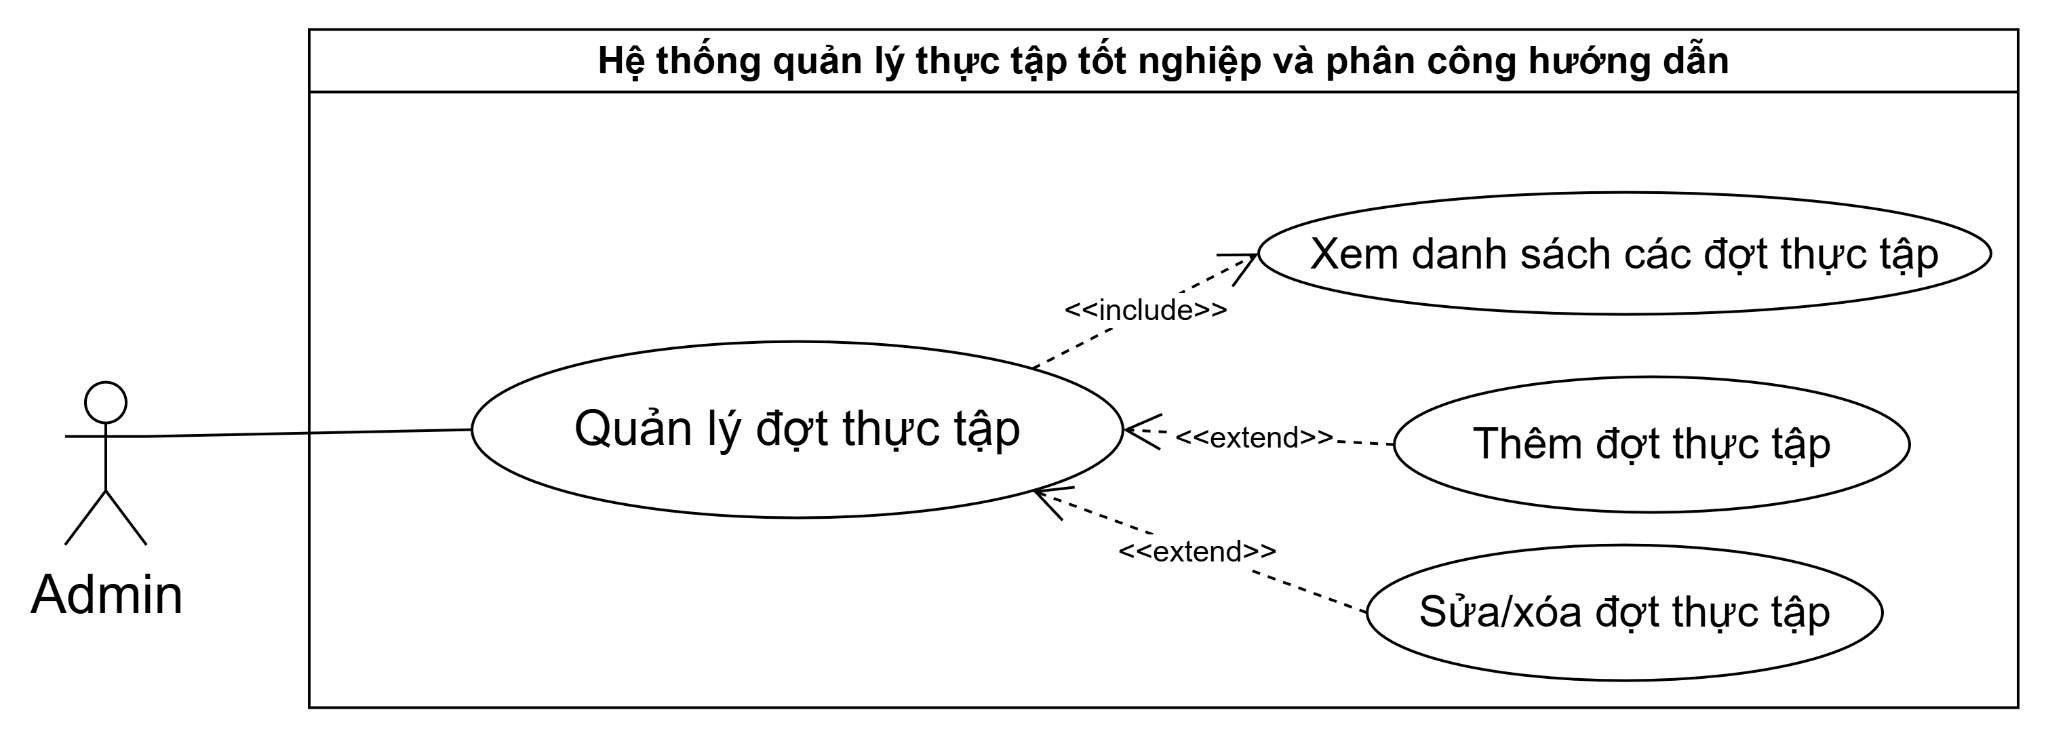 Hệ thống quản lý thực tập tốt nghiệp và phân công hướng dẫn
Xem danh sách các đợt thực tập
<<include>>
Quản lý đợt thực tập
<<extend>>
Thêm đợt thực tập
<<extend>>
Sửa/xóa đợt thực tập
Admin